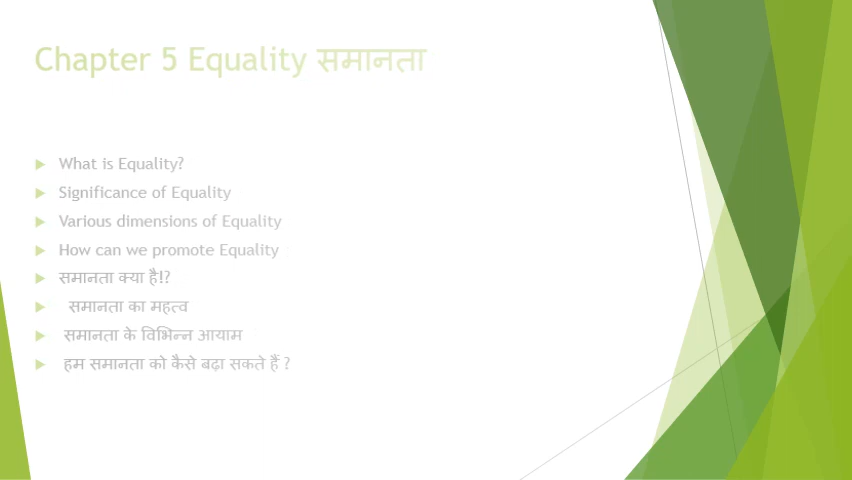 Chapter 5 Equality समानता
What is Equality?
Significance of Equality
Various dimensions of Equality
How can we promote Equality
समानता क्या है!?
समानता का महत्व
समानता के विभिन्न आयाम
हम समानता को कैसे बढ़ा सकते हैं ?